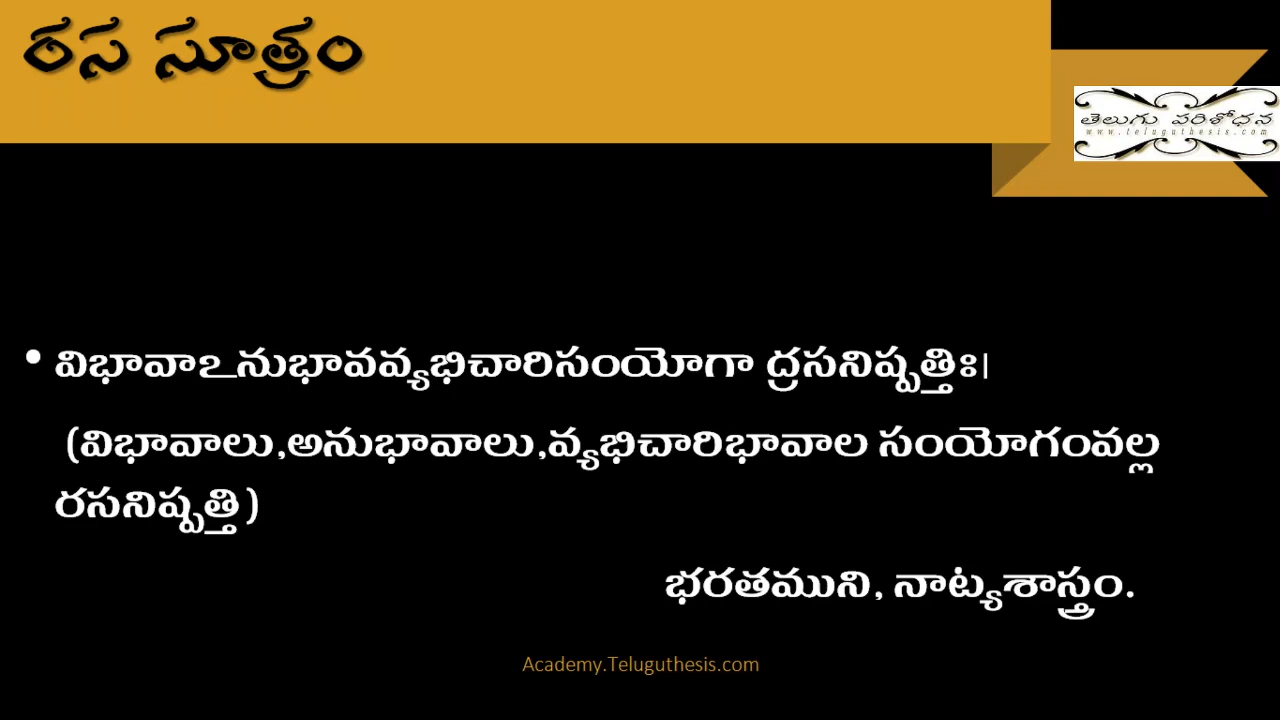 రస సూత్రం
తెలుగు పరిశోధన
www.teluguthesis.com
• విభావాఽనుభావవ్యభిచారిసంయోగా ద్రసనిష్పత్తిః।
(విభావాలు,అనుభావాలు,వ్యభిచారిభావాల సంయోగంవల్ల
రసనిష్పత్తి)
భరతముని, నాట్యశాస్త్రం.
Academy.Teluguthesis.com